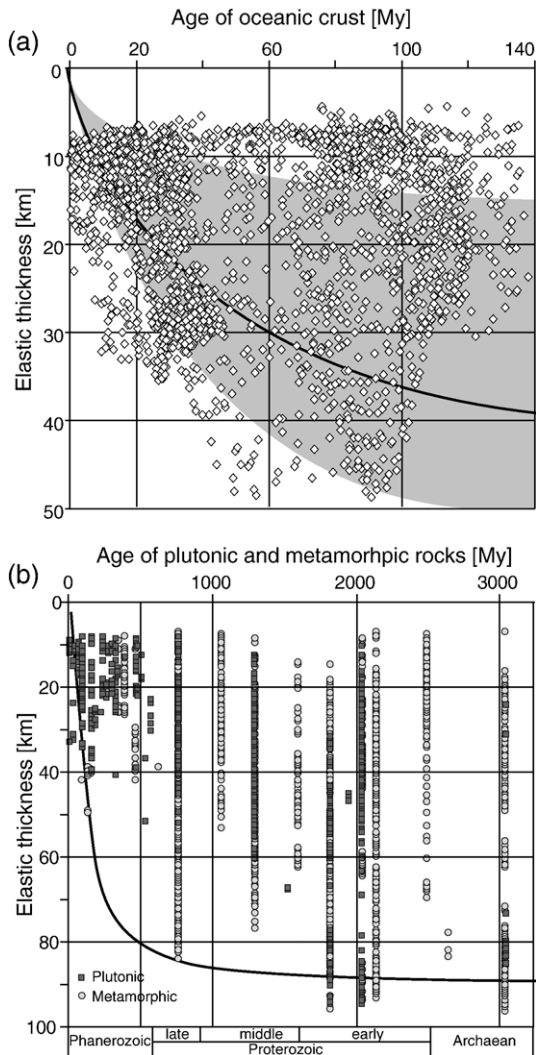 Age of oceanic crust [My]
(a)
0 20 60 100 140
0
10
20
30
40
50
Elastic thickness [km]
Age of plutonic and metamorhpic rocks [My]
(b)
0 1000 2000 3000
0
20
40
60
80
100
Elastic thickness [km]
Plutonic
Metamorphic
late middle early
Phanerozoic Proterozoic Archaean